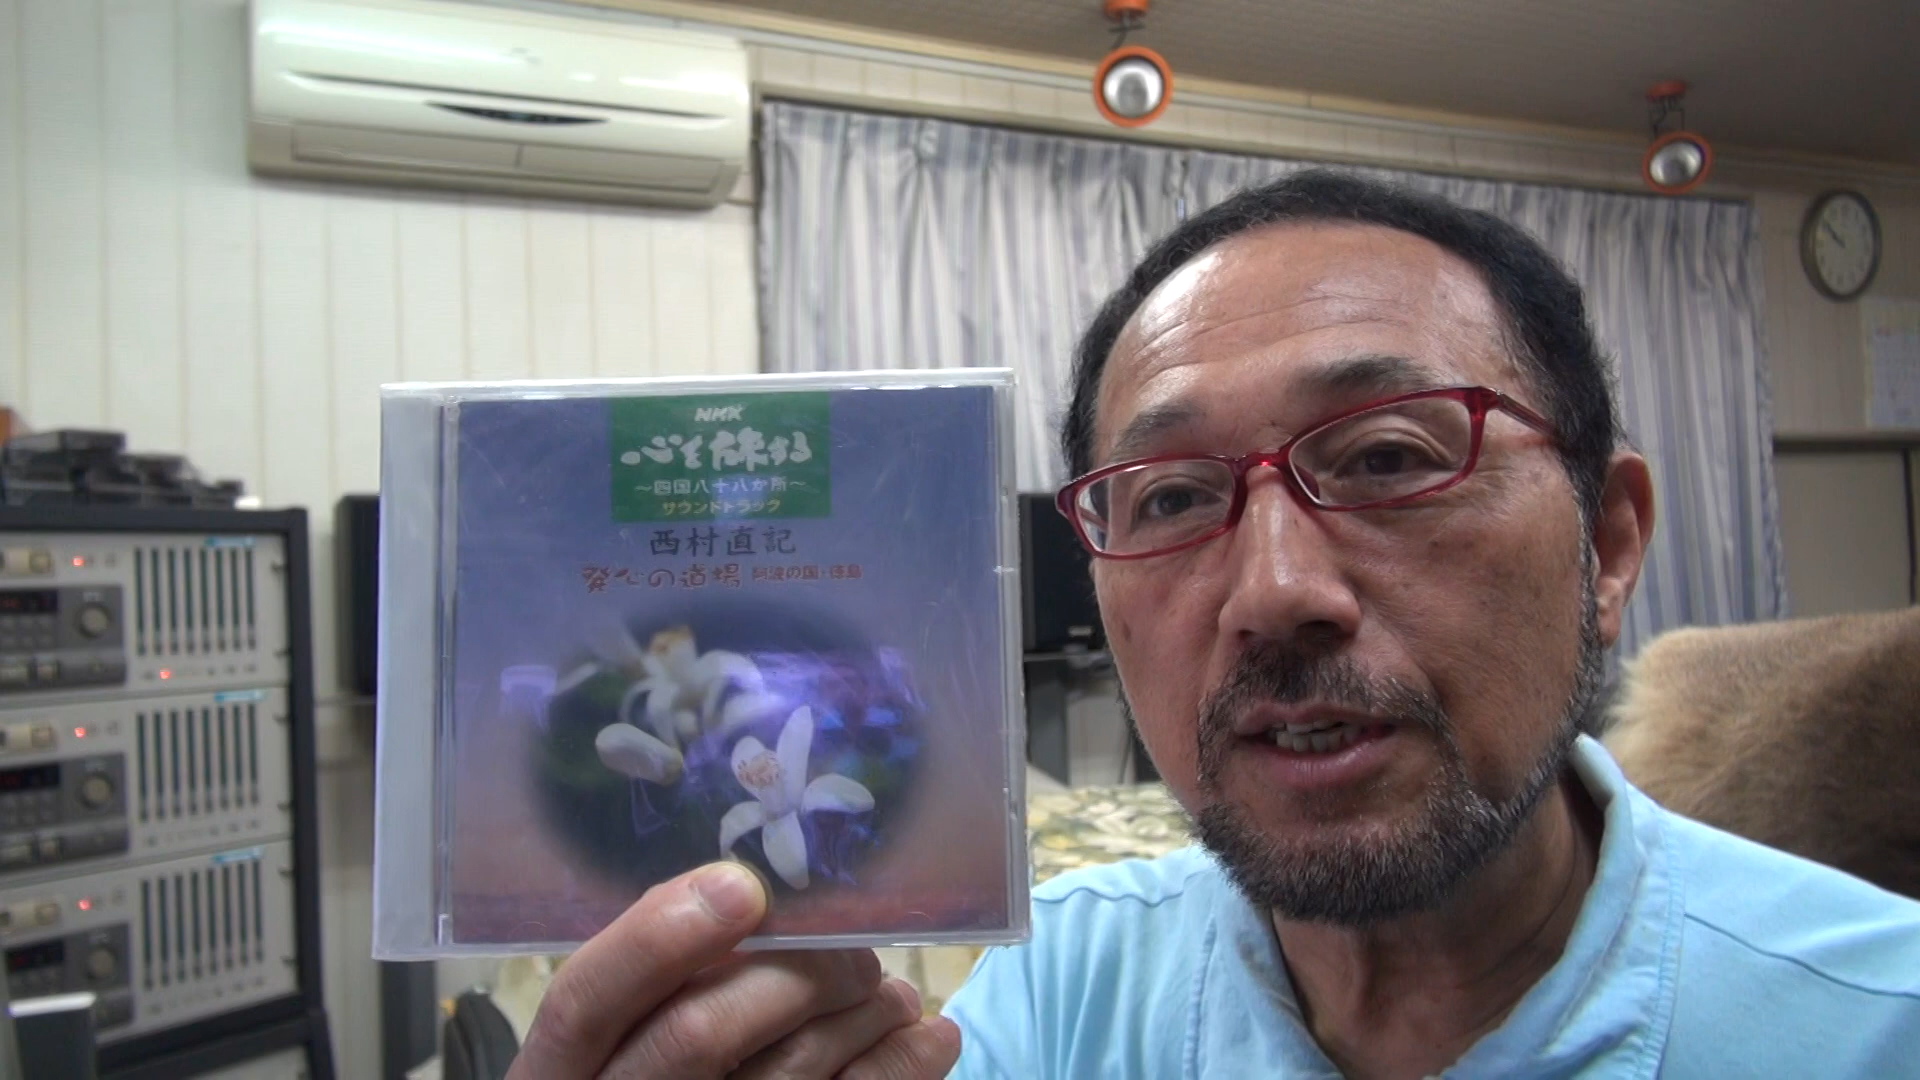 NHK
心を旅する
〜四国八十八か所〜
サウンドトラック
西村直記
発心の道場 阿波の国・徳島